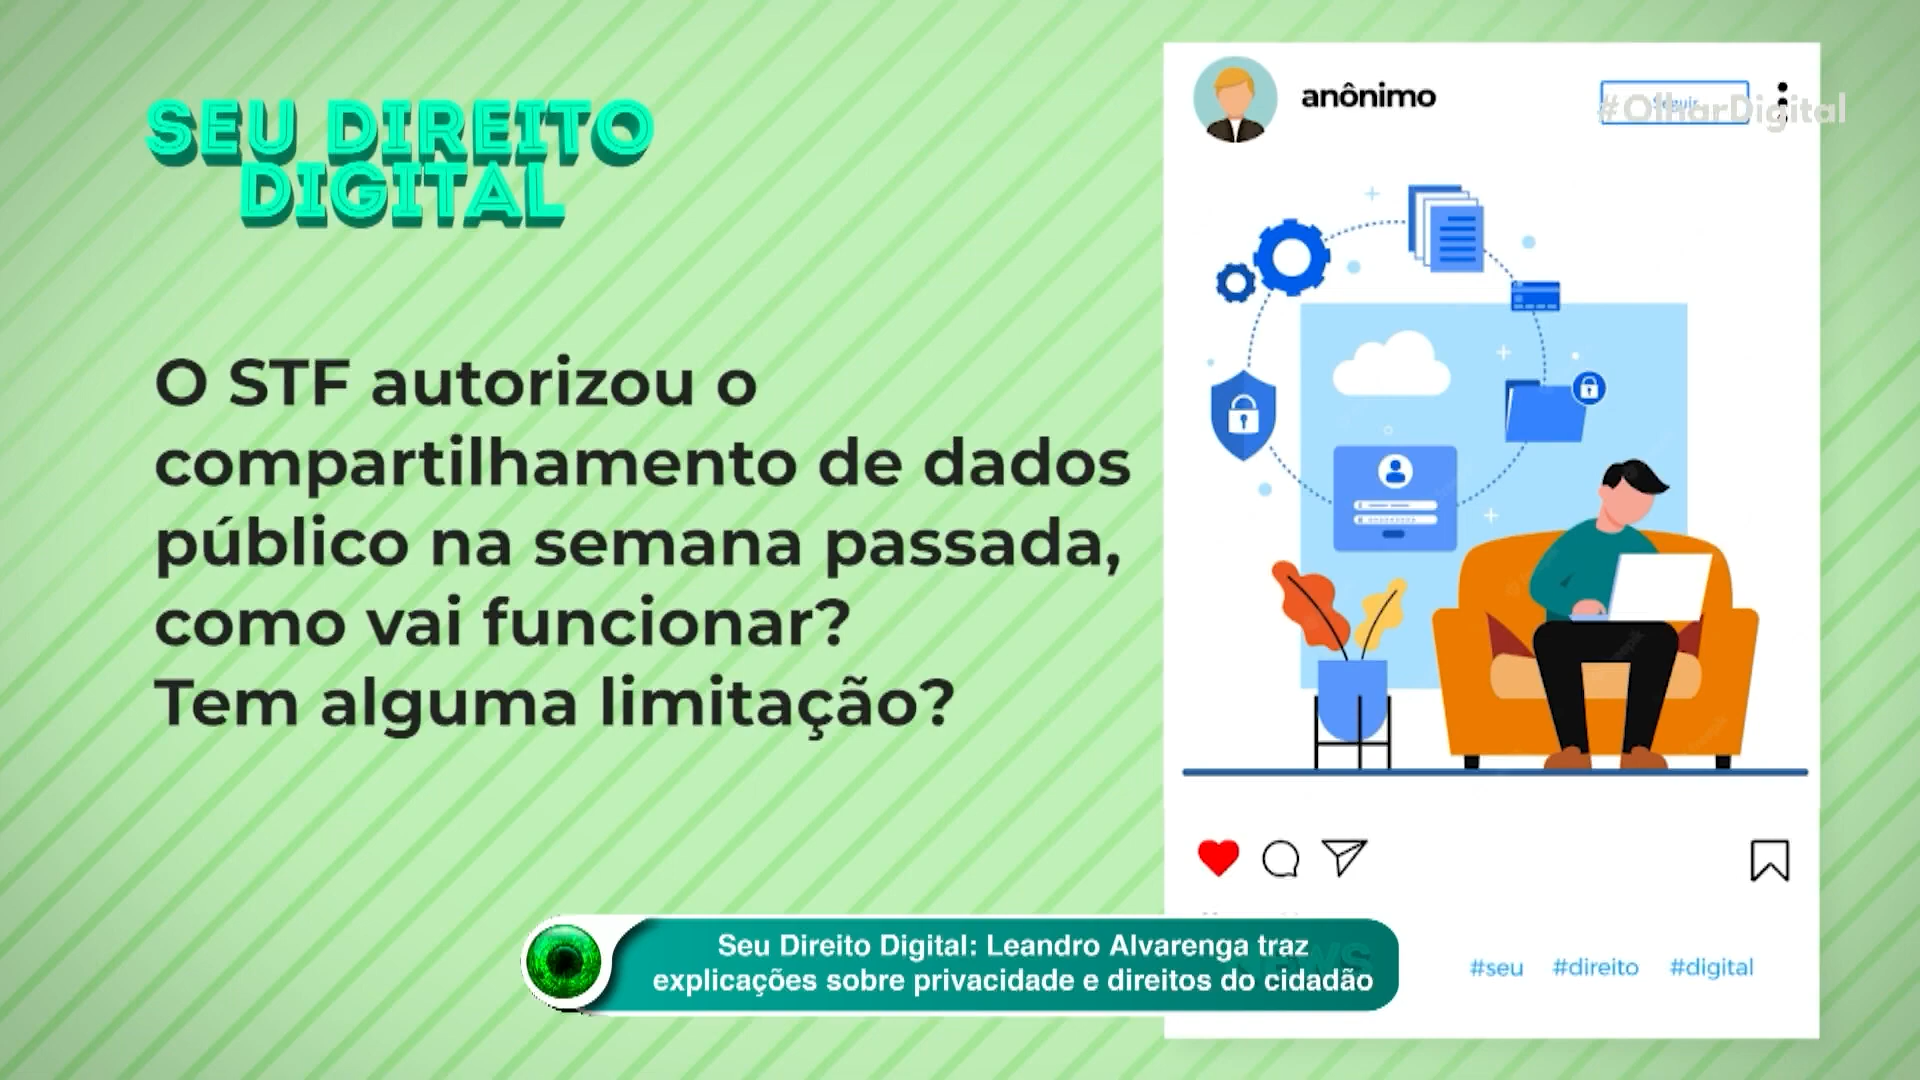 SEU DIREITO
DIGITAL
anônimo
Seguir
#OlharDigital
O STF autorizou o
compartilhamento de dados
público na semana passada,
como vai funcionar?
Tem alguma limitação?
Seu Direito Digital: Leandro Alvarenga traz
explicações sobre privacidade e direitos do cidadão
#seu #direito #digital